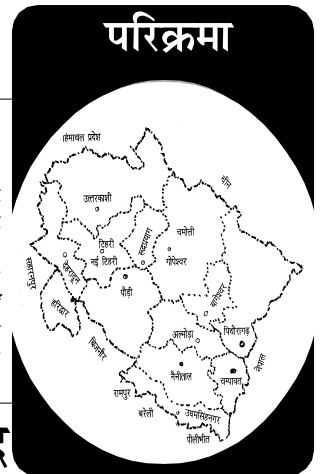 परिक्रमा
हिमाचल प्रदेश
चीन
उत्तरकाशी
चमोली
टिहरी
रूद्रप्रयाग
नई टिहरी
गोपेश्वर
देहरादून
सहारनपुर
पौड़ी
हरिद्वार
बागेश्वर
पिथौरागढ़
अल्मोड़ा
बिजनौर
नेपाल
नैनीताल
चम्पावत
रामपुर
बरेली
उधमसिंहनगर
पीलीभीत